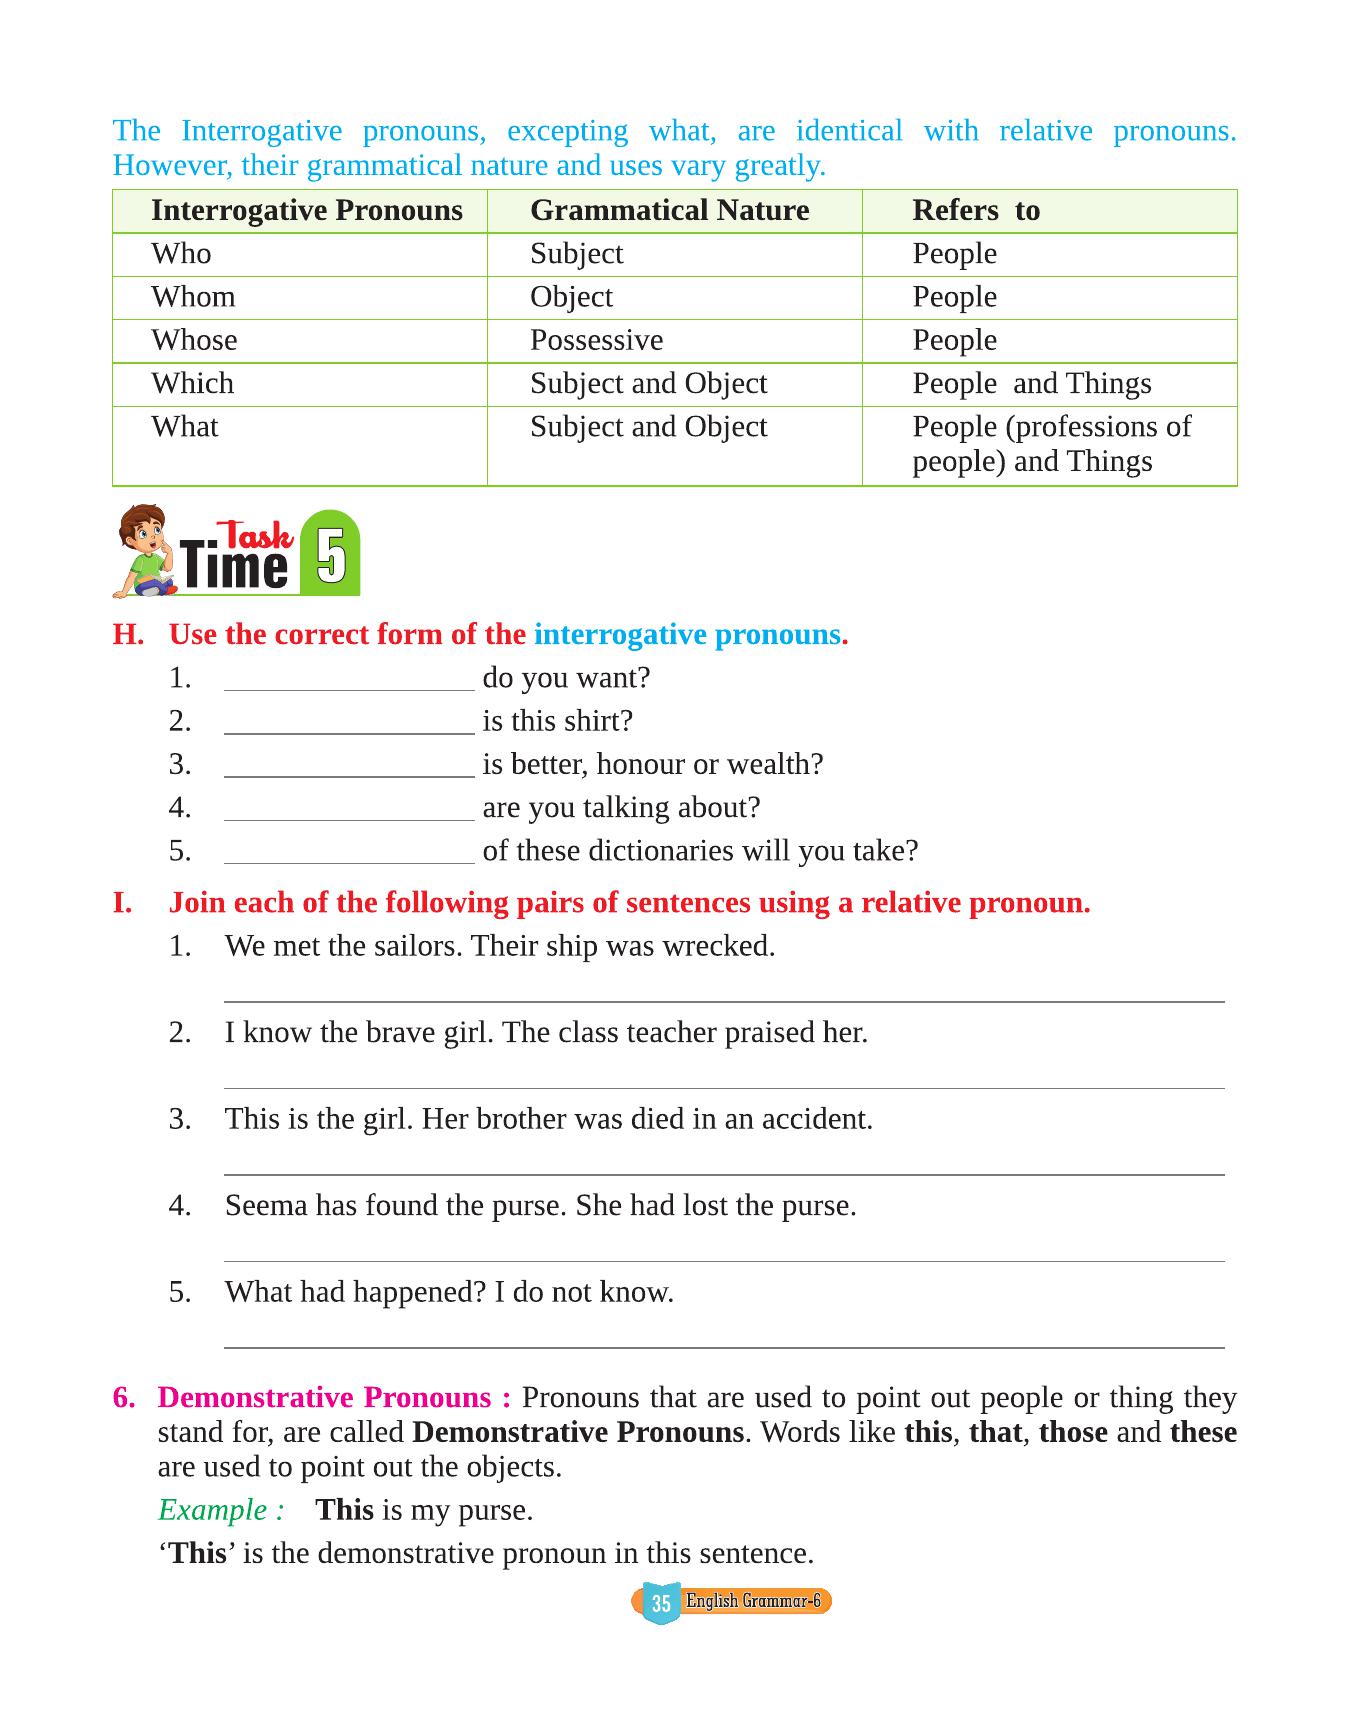 The Interrogative pronouns, excepting what, are identical with relative pronouns.
However, their grammatical nature and uses vary greatly.
Interrogative Pronouns Grammatical Nature Refers to
Who Subject People
Whom Object People
Whose Possessive People
Which Subject and Object People and Things
What Subject and Object People (professions of
people) and Things
Task
Time 5
H. Use the correct form of the interrogative pronouns.
1. ________________ do you want?
2. ________________ is this shirt?
3. ________________ is better, honour or wealth?
4. ________________ are you talking about?
5. ________________ of these dictionaries will you take?
I. Join each of the following pairs of sentences using a relative pronoun.
1. We met the sailors. Their ship was wrecked.
2. I know the brave girl. The class teacher praised her.
3. This is the girl. Her brother was died in an accident.
4. Seema has found the purse. She had lost the purse.
5. What had happened? I do not know.
6. Demonstrative Pronouns : Pronouns that are used to point out people or thing they
stand for, are called Demonstrative Pronouns. Words like this, that, those and these
are used to point out the objects.
Example : This is my purse.
‘This’ is the demonstrative pronoun in this sentence.
35 English Grammar-6